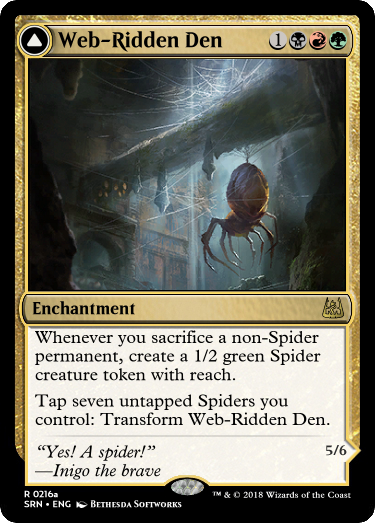 Web-Ridden Den 1
Enchantment
Whenever you sacrifice a non-Spider
permanent, create a 1/2 green Spider
creature token with reach.
Tap seven untapped Spiders you
control: Transform Web-Ridden Den.
“Yes! A spider!” 5/6
—Inigo the brave
R 0216a
SRN • ENG BETHESDA SOFTWORKS ™ & © 2018 Wizards of the Coast